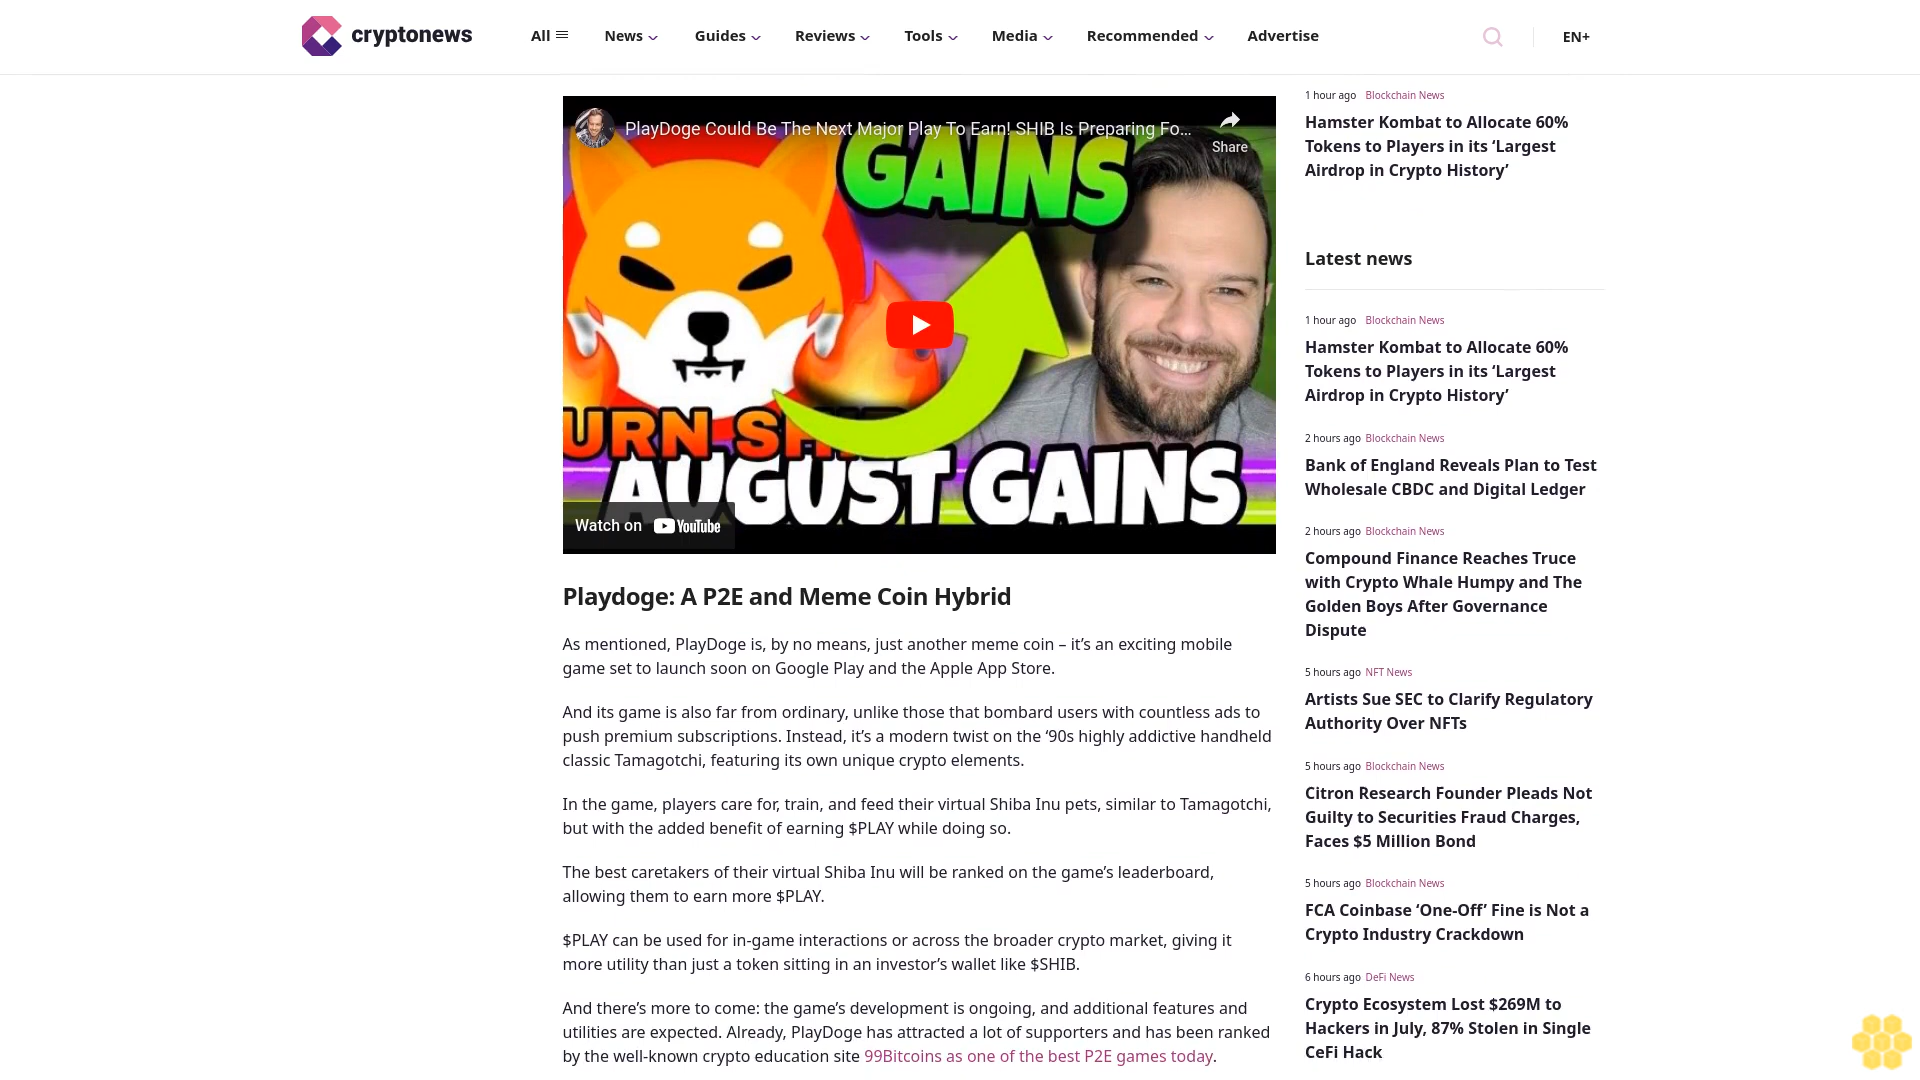 cryptonews
All
News
Guides
Reviews
Tools
Media
Recommended
Advertise
EN+
PlayDoge Could Be The Next Major Play To Earn! SHIB Is Preparing Fo...
Share
GAINS
URN SHIB
AUGUST GAINS
Watch on YouTube
Playdoge: A P2E and Meme Coin Hybrid
As mentioned, PlayDoge is, by no means, just another meme coin – it’s an exciting mobile
game set to launch soon on Google Play and the Apple App Store.
And its game is also far from ordinary, unlike those that bombard users with countless ads to
push premium subscriptions. Instead, it’s a modern twist on the ‘90s highly addictive handheld
classic Tamagotchi, featuring its own unique crypto elements.
In the game, players care for, train, and feed their virtual Shiba Inu pets, similar to Tamagotchi,
but with the added benefit of earning $PLAY while doing so.
The best caretakers of their virtual Shiba Inu will be ranked on the game’s leaderboard,
allowing them to earn more $PLAY.
$PLAY can be used for in-game interactions or across the broader crypto market, giving it
more utility than just a token sitting in an investor’s wallet like $SHIB.
And there’s more to come: the game’s development is ongoing, and additional features and
utilities are expected. Already, PlayDoge has attracted a lot of supporters and has been ranked
by the well-known crypto education site 99Bitcoins as one of the best P2E games today.
1 hour ago Blockchain News
Hamster Kombat to Allocate 60%
Tokens to Players in its ‘Largest
Airdrop in Crypto History’
Latest news
1 hour ago Blockchain News
Hamster Kombat to Allocate 60%
Tokens to Players in its ‘Largest
Airdrop in Crypto History’
2 hours ago Blockchain News
Bank of England Reveals Plan to Test
Wholesale CBDC and Digital Ledger
2 hours ago Blockchain News
Compound Finance Reaches Truce
with Crypto Whale Humpy and The
Golden Boys After Governance
Dispute
5 hours ago NFT News
Artists Sue SEC to Clarify Regulatory
Authority Over NFTs
5 hours ago Blockchain News
Citron Research Founder Pleads Not
Guilty to Securities Fraud Charges,
Faces $5 Million Bond
5 hours ago Blockchain News
FCA Coinbase ‘One-Off’ Fine is Not a
Crypto Industry Crackdown
6 hours ago DeFi News
Crypto Ecosystem Lost $269M to
Hackers in July, 87% Stolen in Single
CeFi Hack